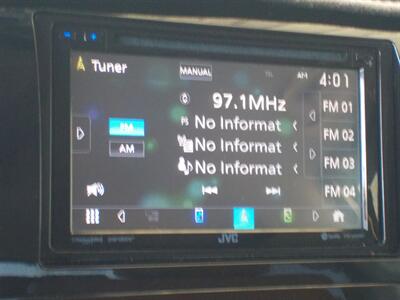 Tuner
MANUAL
AM 4:01
97.1MHz
FM 01
PS No Informat
FM 02
FM
No Informat
AM
FM 03
No Informat
FM 04
JVC